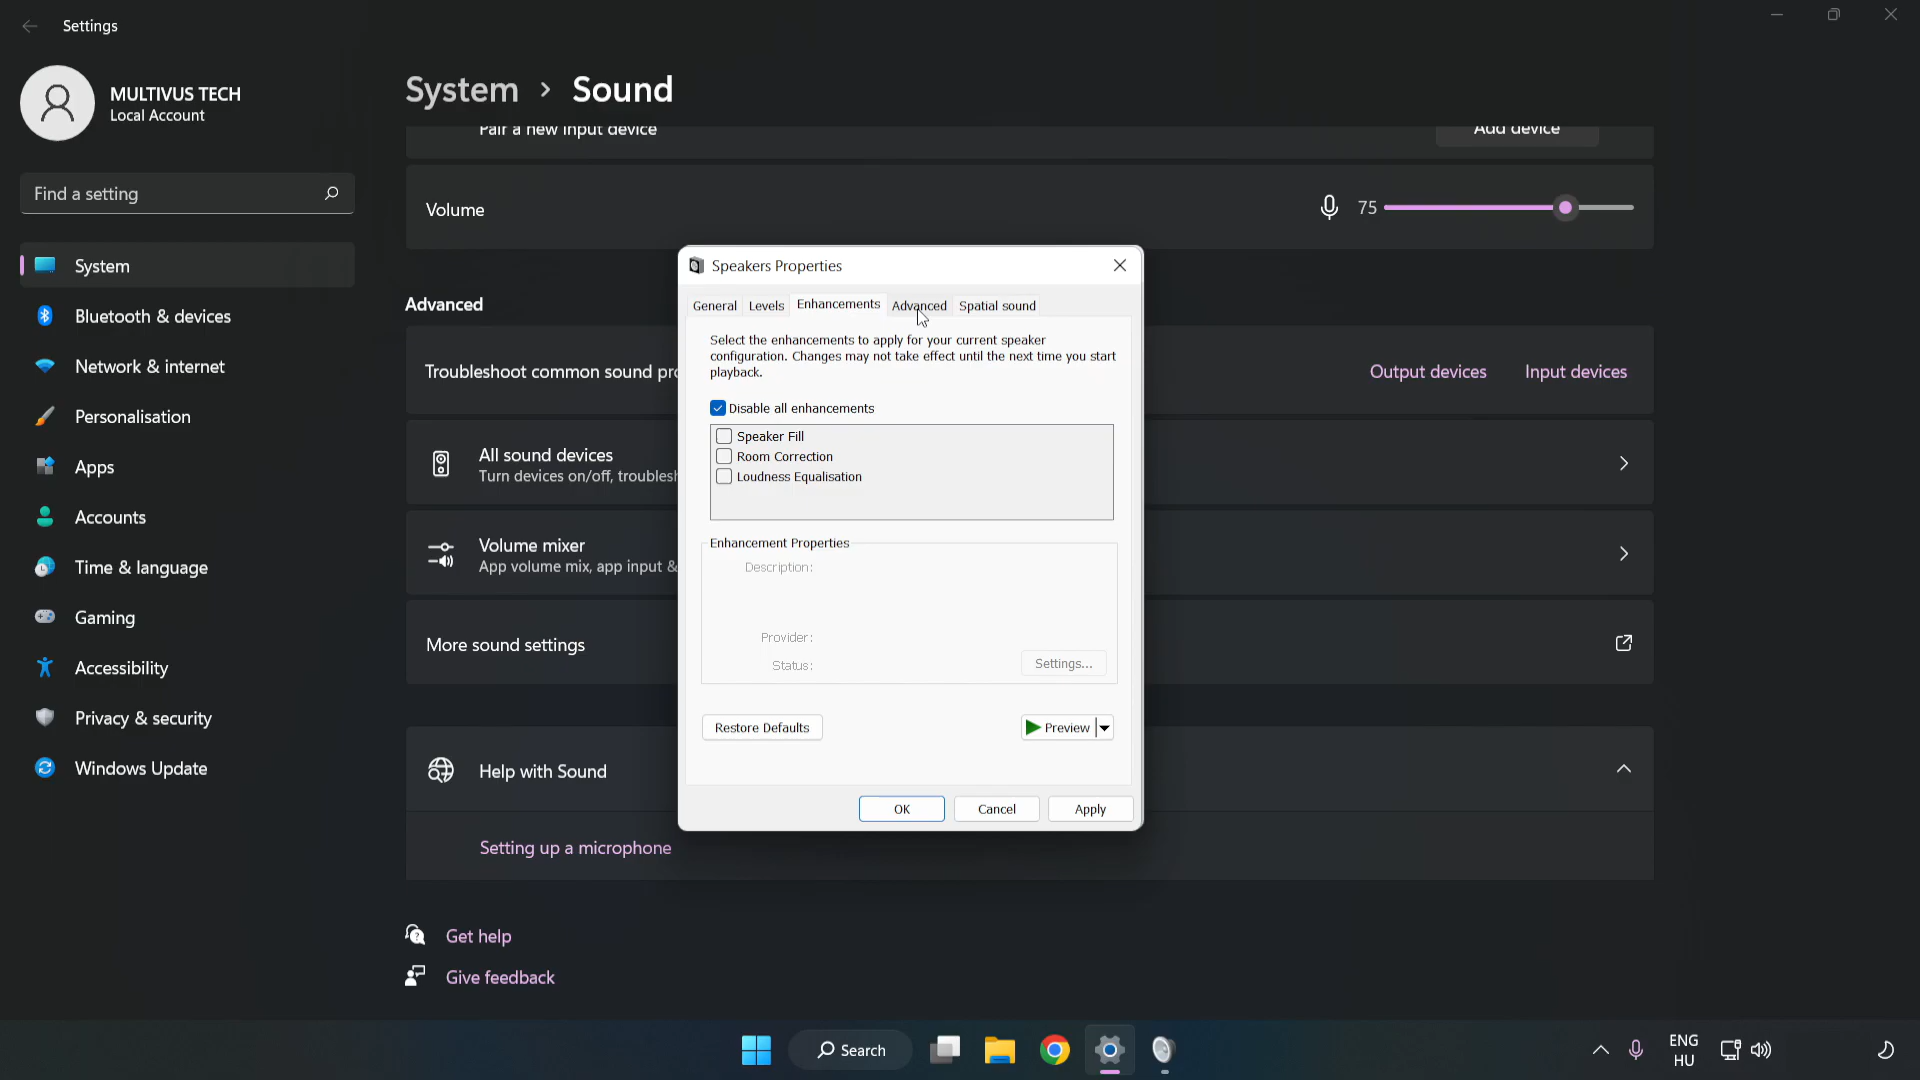 Settings
MULTIVUS TECH
Local Account
Find a setting
System
Bluetooth & devices
Network & internet
Personalisation
Apps
Accounts
Time & language
Gaming
Accessibility
Privacy & security
Windows Update
System > Sound
Pair a new input device
Add device
Volume
75
Advanced
Troubleshoot common sound pro
Output devices
Input devices
All sound devices
Turn devices on/off, troublesh
Volume mixer
App volume mix, app input &
More sound settings
Help with Sound
Setting up a microphone
Get help
Give feedback
Speakers Properties
General Levels Enhancements Advanced Spatial sound
Select the enhancements to apply for your current speaker
configuration. Changes may not take effect until the next time you start
playback.
Disable all enhancements
Speaker Fill
Room Correction
Loudness Equalisation
Enhancement Properties
Description:
Provider:
Status:
Settings...
Restore Defaults
Preview
OK
Cancel
Apply
Search
ENG
HU